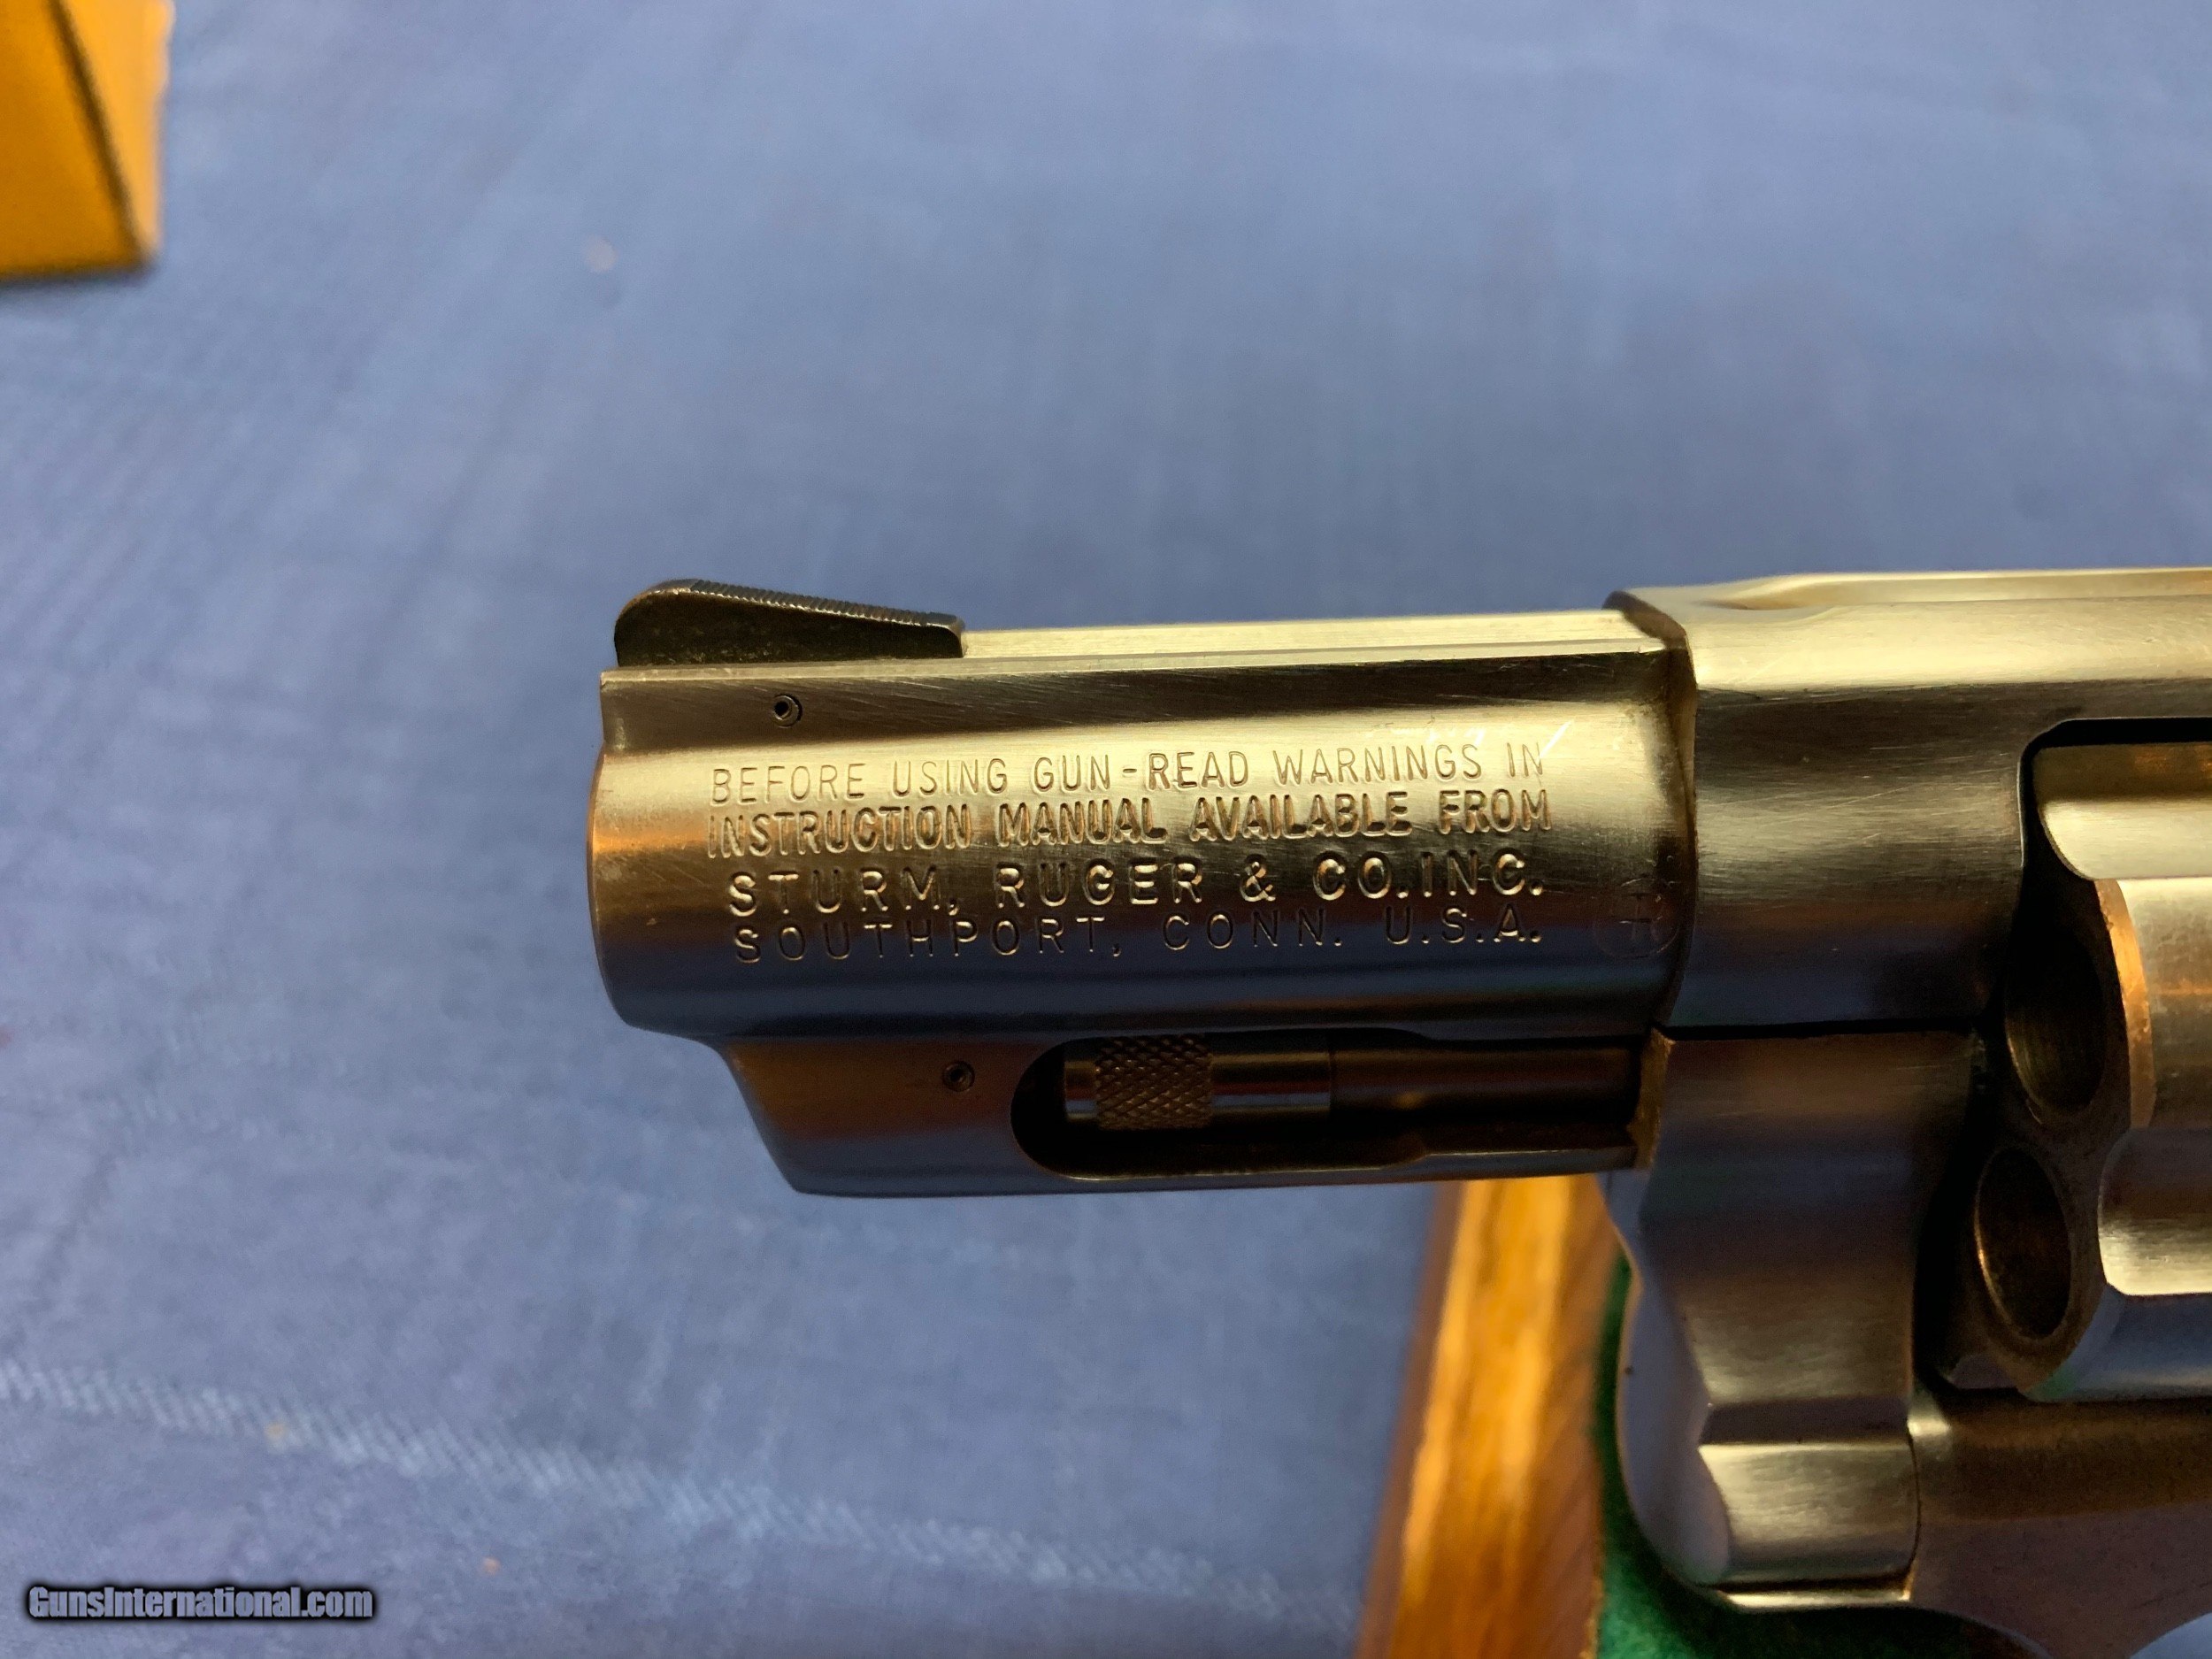 BEFORE USING GUN-READ WARNINGS IN
INSTRUCTION MANUAL AVAILABLE FROM
STURM, RUGER & CO.INC.
SOUTHPORT, CONN. U.S.A.
GunsInternational.com